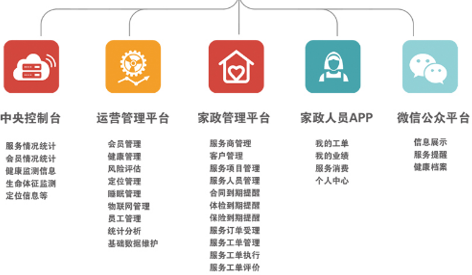 中央控制台
服务情况统计
会员情况统计
健康监测信息
生命体征监测
定位信息等
运营管理平台
会员管理
健康管理
风险评估
定位管理
睡眠管理
物联网管理
员工管理
统计分析
基础数据维护
家政管理平台
服务商管理
客户管理
服务项目管理
服务人员管理
合同到期提醒
体检到期提醒
保险到期提醒
服务订单受理
服务工单管理
服务工单执行
服务工单评价
家政人员APP
我的工单
我的业绩
服务消费
个人中心
微信公众平台
信息展示
服务提醒
健康档案